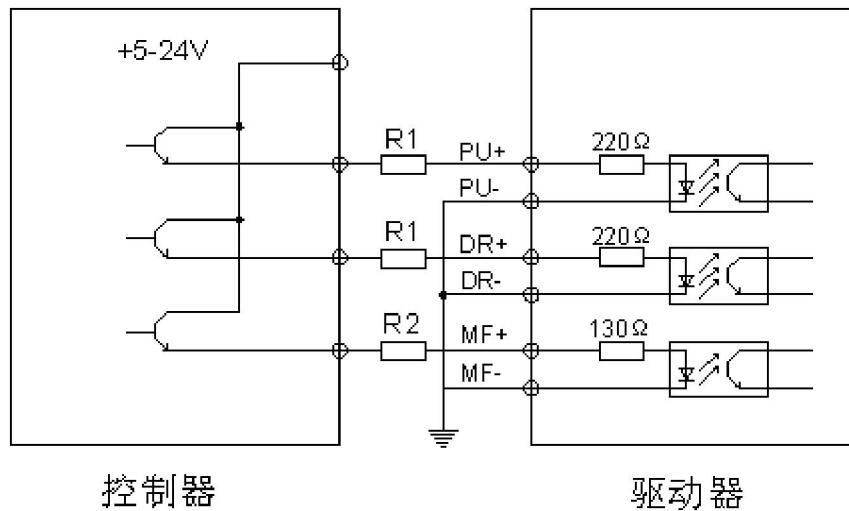 +5-24V
R1
PU+
220Ω
PU-
R1
DR+
220Ω
DR-
R2
MF+
130Ω
MF-
控制器
驱动器